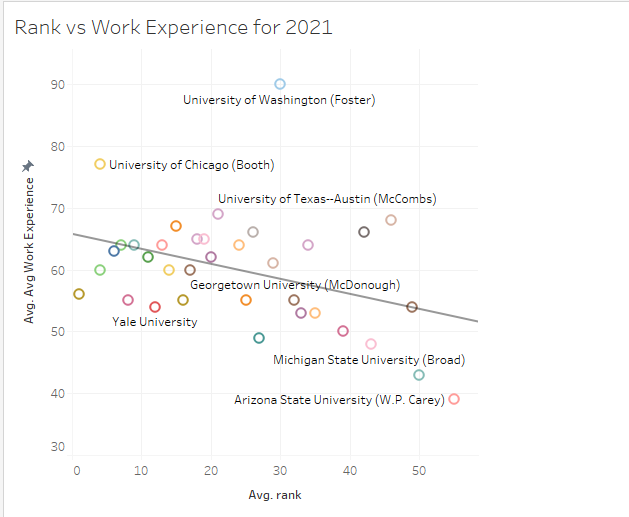 Rank vs Work Experience for 2021
90
University of Washington (Foster)
80
University of Chicago (Booth)
University of Texas--Austin (McCombs)
70
Avg. Avg Work Experience
60
Georgetown University (McDonough)
Yale University
50
Michigan State University (Broad)
40
Arizona State University (W.P. Carey)
30
0 10 20 30 40 50
Avg. rank